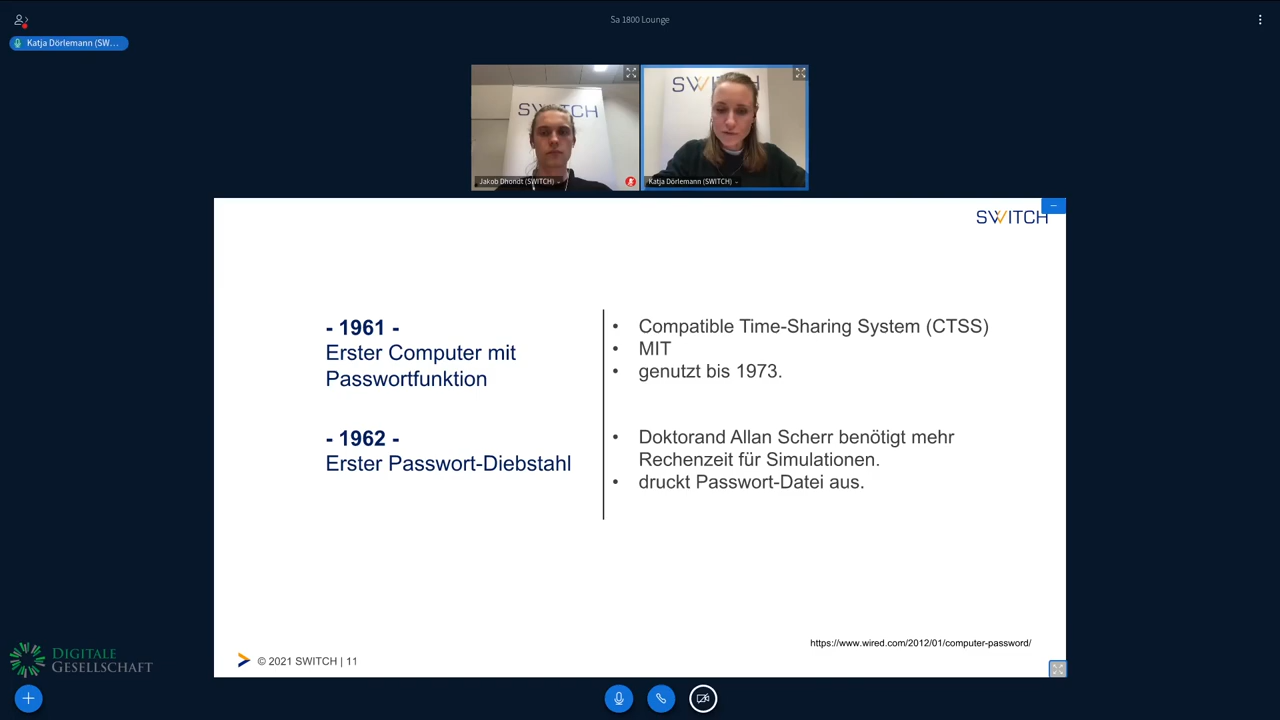 Sa 1800 Lounge
Katja Dörlemann (SW...
SWITCH
SWITCH
Jakob Dhondt (SWITCH)
Katja Dörlemann (SWITCH)
SWITCH
- 1961 -
Erster Computer mit
Passwortfunktion
• Compatible Time-Sharing System (CTSS)
• MIT
• genutzt bis 1973.
- 1962 -
Erster Passwort-Diebstahl
• Doktorand Allan Scherr benötigt mehr
Rechenzeit für Simulationen.
• druckt Passwort-Datei aus.
https://www.wired.com/2012/01/computer-password/
© 2021 SWITCH | 11
DIGITALE
GESELLSCHAFT